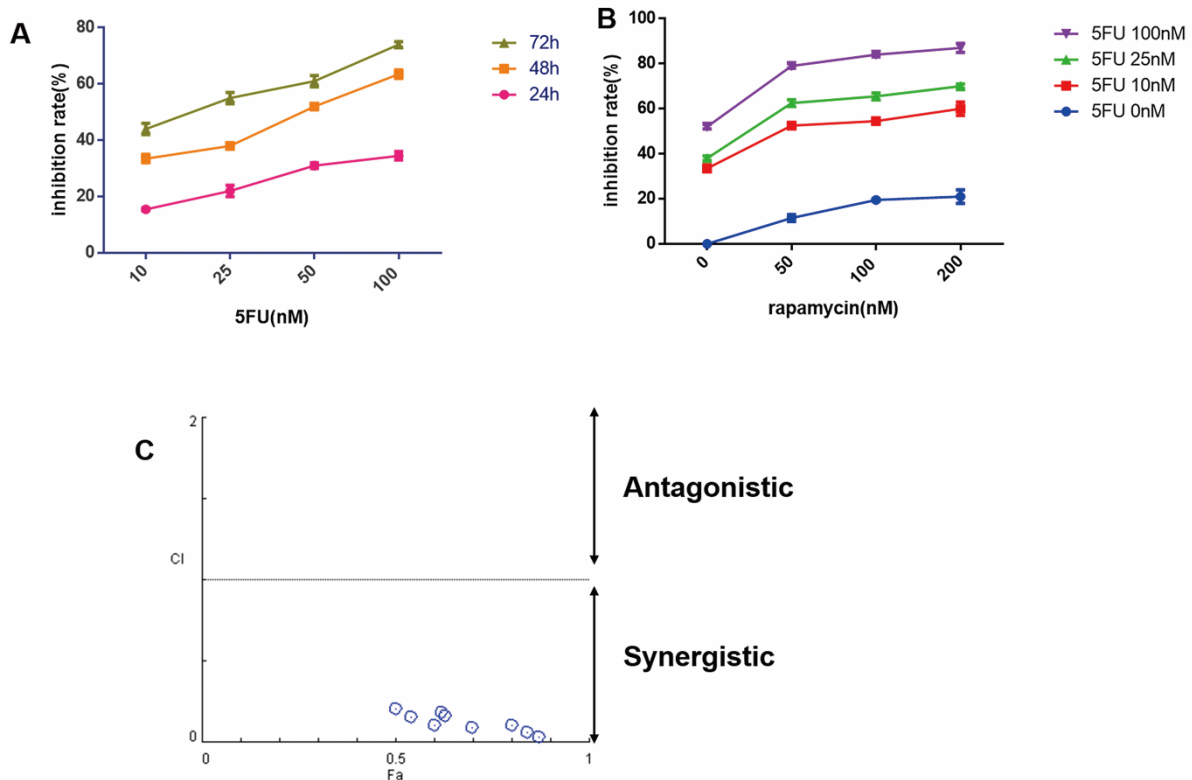 A
80
60
40
20
0
inhibition rate(%)
10
25
50
100
5FU(nM)
72h
48h
24h
B
100
80
60
40
20
0
inhibition rate(%)
0
50
100
200
rapamycin(nM)
5FU 100nM
5FU 25nM
5FU 10nM
5FU 0nM
C
2
CI
0
0
0.5
1
Fa
Antagonistic
Synergistic